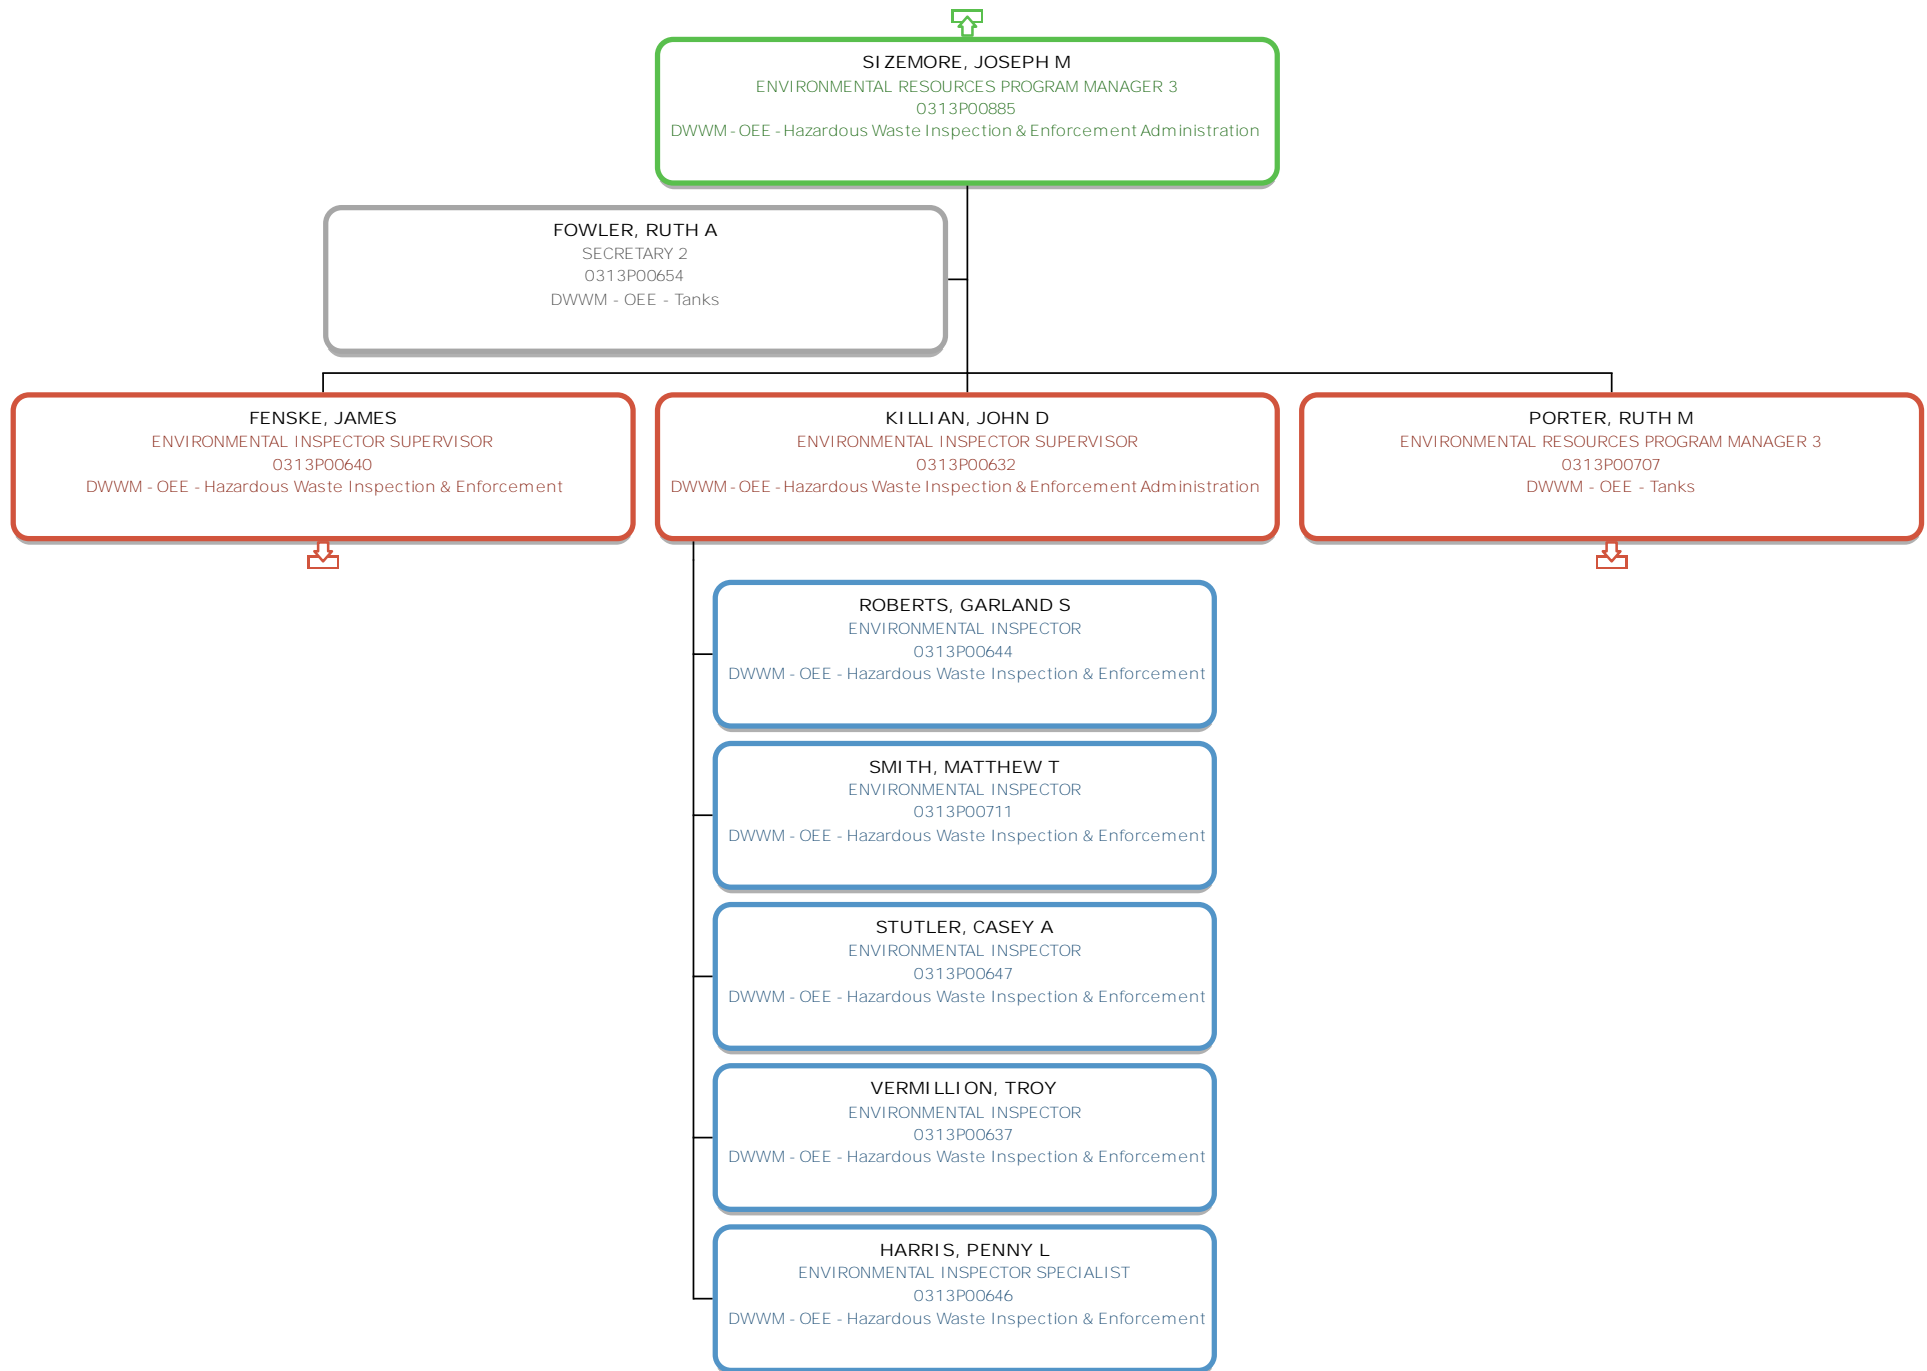 SIZEMORE, JOSEPH M
ENVIRONMENTAL RESOURCES PROGRAM MANAGER 3
0313P00885
DWWM - OEE - Hazardous Waste Inspection & Enforcement Administration
FOWLER, RUTH A
SECRETARY 2
0313P00654
DWWM - OEE - Tanks
FENSKE, JAMES
ENVIRONMENTAL INSPECTOR SUPERVISOR
0313P00640
DWWM - OEE - Hazardous Waste Inspection & Enforcement
KILLIAN, JOHN D
ENVIRONMENTAL INSPECTOR SUPERVISOR
0313P00632
DWWM - OEE - Hazardous Waste Inspection & Enforcement Administration
PORTER, RUTH M
ENVIRONMENTAL RESOURCES PROGRAM MANAGER 3
0313P00707
DWWM - OEE - Tanks
ROBERTS, GARLAND S
ENVIRONMENTAL INSPECTOR
0313P00644
DWWM - OEE - Hazardous Waste Inspection & Enforcement
SMITH, MATTHEW T
ENVIRONMENTAL INSPECTOR
0313P00711
DWWM - OEE - Hazardous Waste Inspection & Enforcement
STUTLER, CASEY A
ENVIRONMENTAL INSPECTOR
0313P00647
DWWM - OEE - Hazardous Waste Inspection & Enforcement
VERMILLION, TROY
ENVIRONMENTAL INSPECTOR
0313P00637
DWWM - OEE - Hazardous Waste Inspection & Enforcement
HARRIS, PENNY L
ENVIRONMENTAL INSPECTOR SPECIALIST
0313P00646
DWWM - OEE - Hazardous Waste Inspection & Enforcement